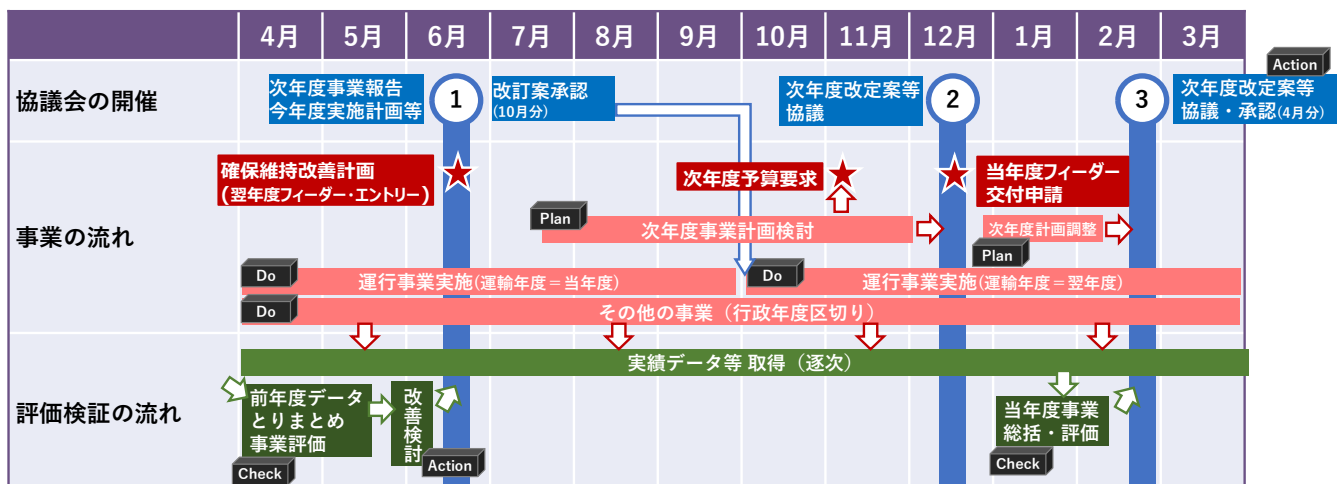 4月 5月 6月 7月 8月 9月 10月 11月 12月 1月 2月 3月
協議会の開催
次年度事業報告
今年度実施計画等
1
改訂案承認
(10月分)
次年度改定案等
協議
2
3
Action
次年度改定案等
協議・承認(4月分)
事業の流れ
確保維持改善計画
(翌年度フィーダー・エントリー)
次年度予算要求
当年度フィーダー
交付申請
Plan
次年度事業計画検討
次年度計画調整
Plan
Do
運行事業実施(運輸年度＝当年度)
Do
運行事業実施(運輸年度＝翌年度)
Do
その他の事業（行政年度区切り）
評価検証の流れ
実績データ等 取得（逐次）
前年度データ
とりまとめ
事業評価
Check
改善検討
Action
当年度事業
総括・評価
Check